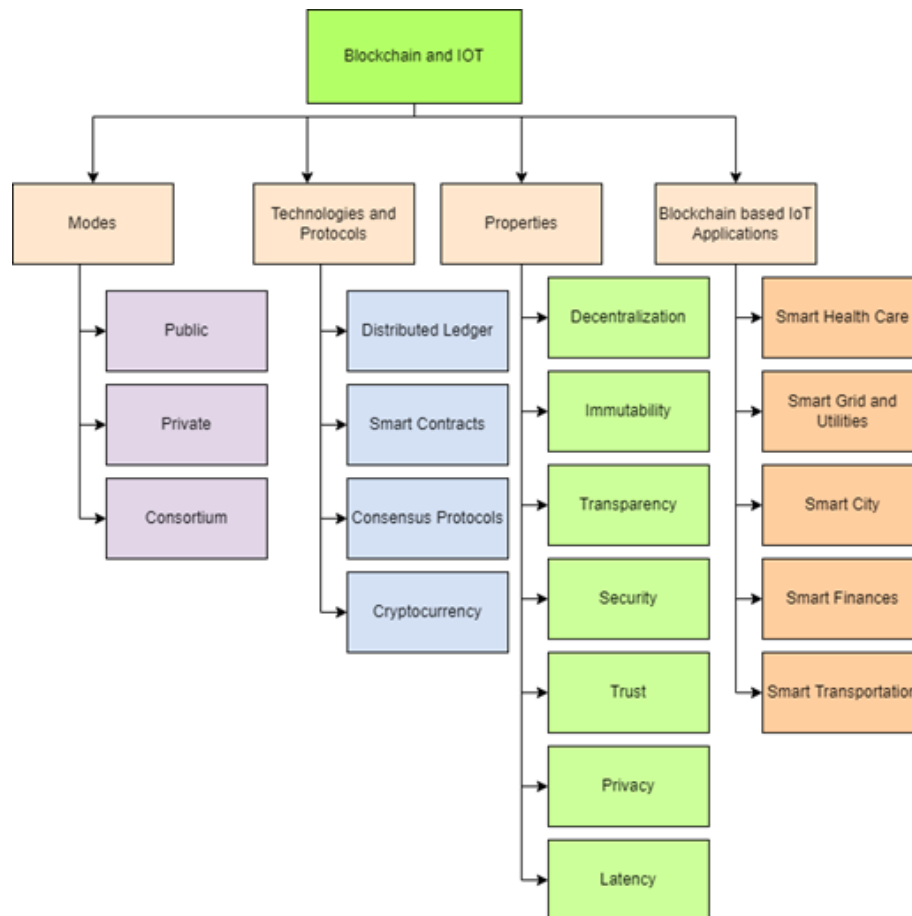 Blockchain and IOT
Modes
Technologies and
Protocols
Properties
Blockchain based IoT
Applications
Public
Private
Consortium
Distributed Ledger
Smart Contracts
Consensus Protocols
Cryptocurrency
Decentralization
Immutability
Transparency
Security
Trust
Privacy
Latency
Smart Health Care
Smart Grid and
Utilities
Smart City
Smart Finances
Smart Transportation